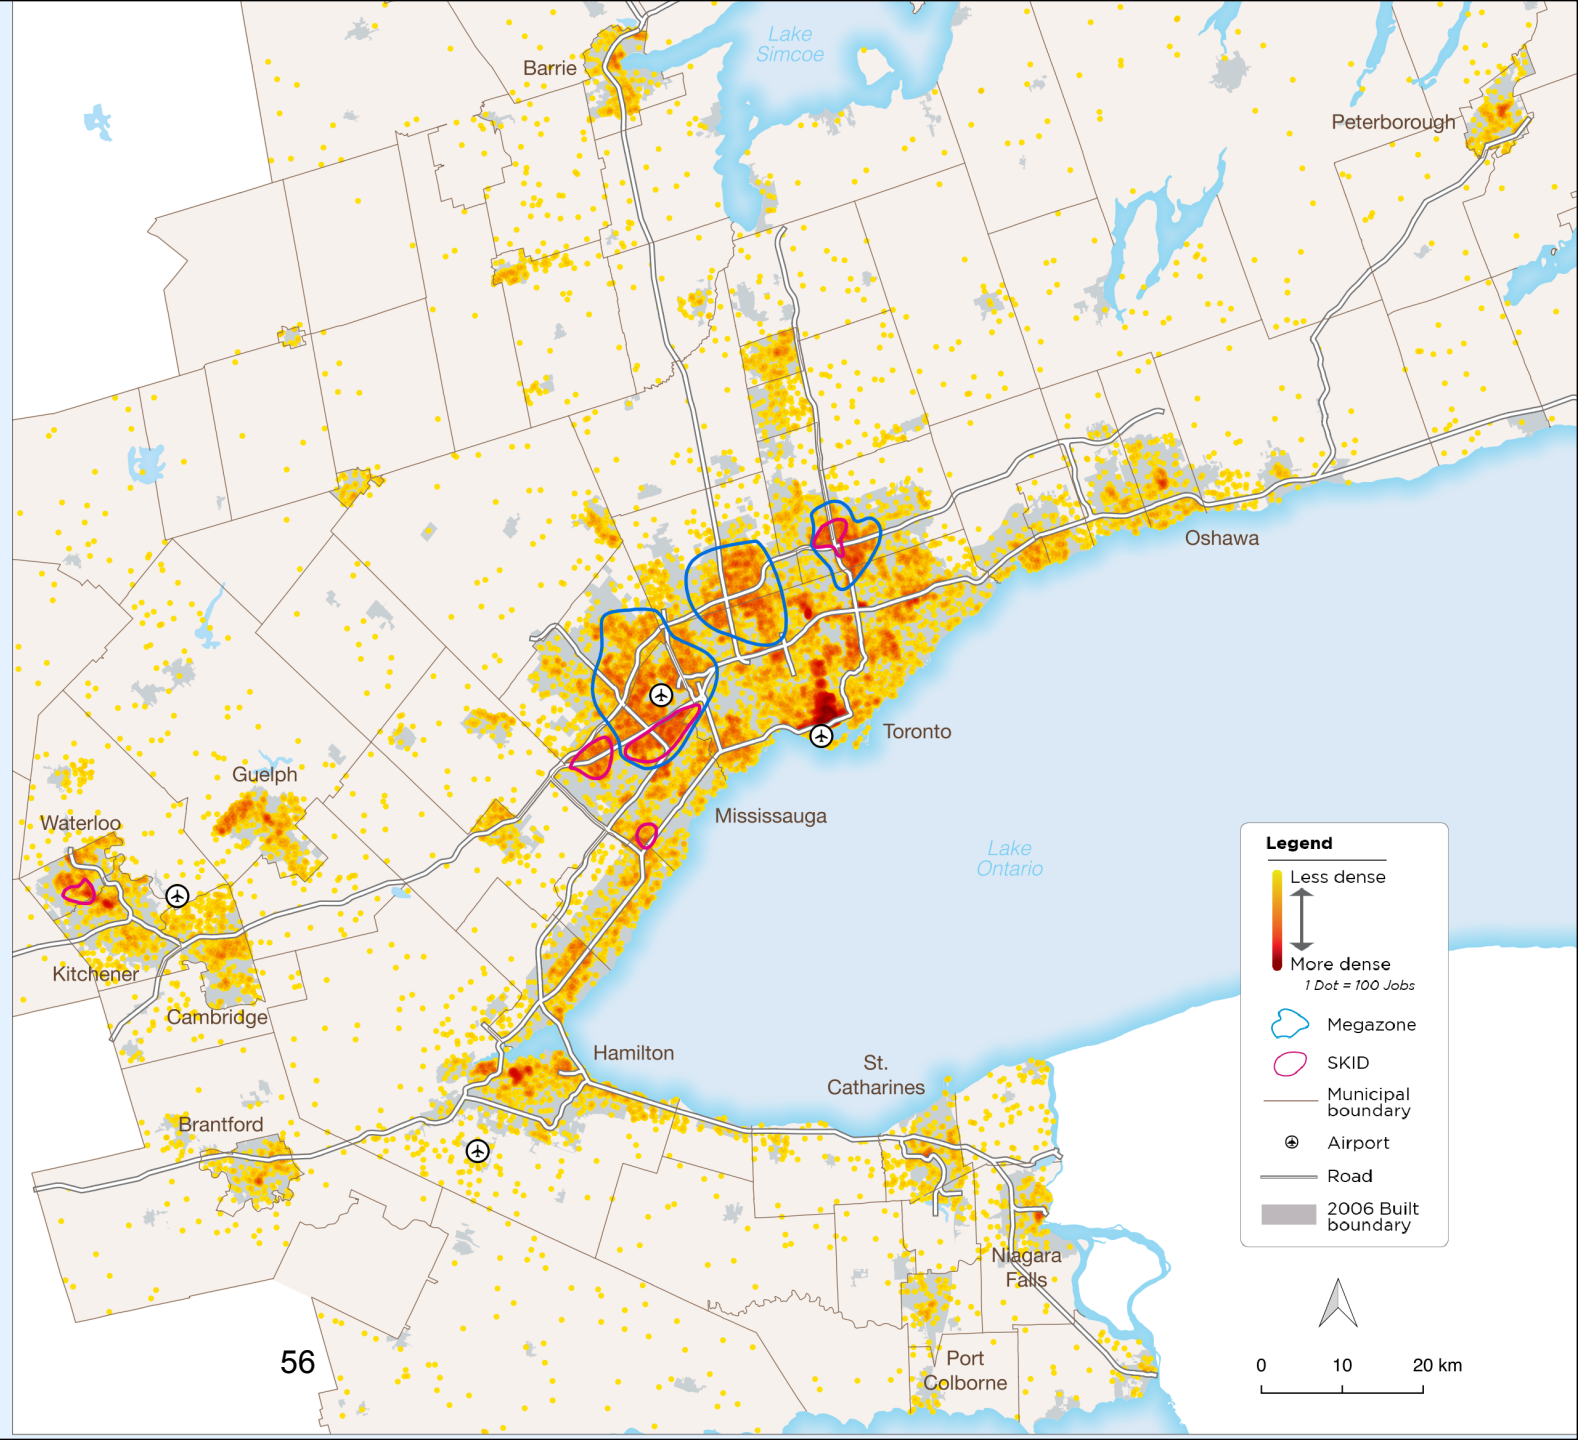 Lake
Simcoe
Barrie
Peterborough
Oshawa
Toronto
Guelph
Mississauga
Waterloo
Lake
Ontario
Kitchener
Cambridge
Hamilton
St.
Catharines
Brantford
Niagara
Falls
Port
Colborne
56
Legend
Less dense
More dense
1 Dot = 100 Jobs
Megazone
SKID
Municipal
boundary
Airport
Road
2006 Built
boundary
0 10 20 km